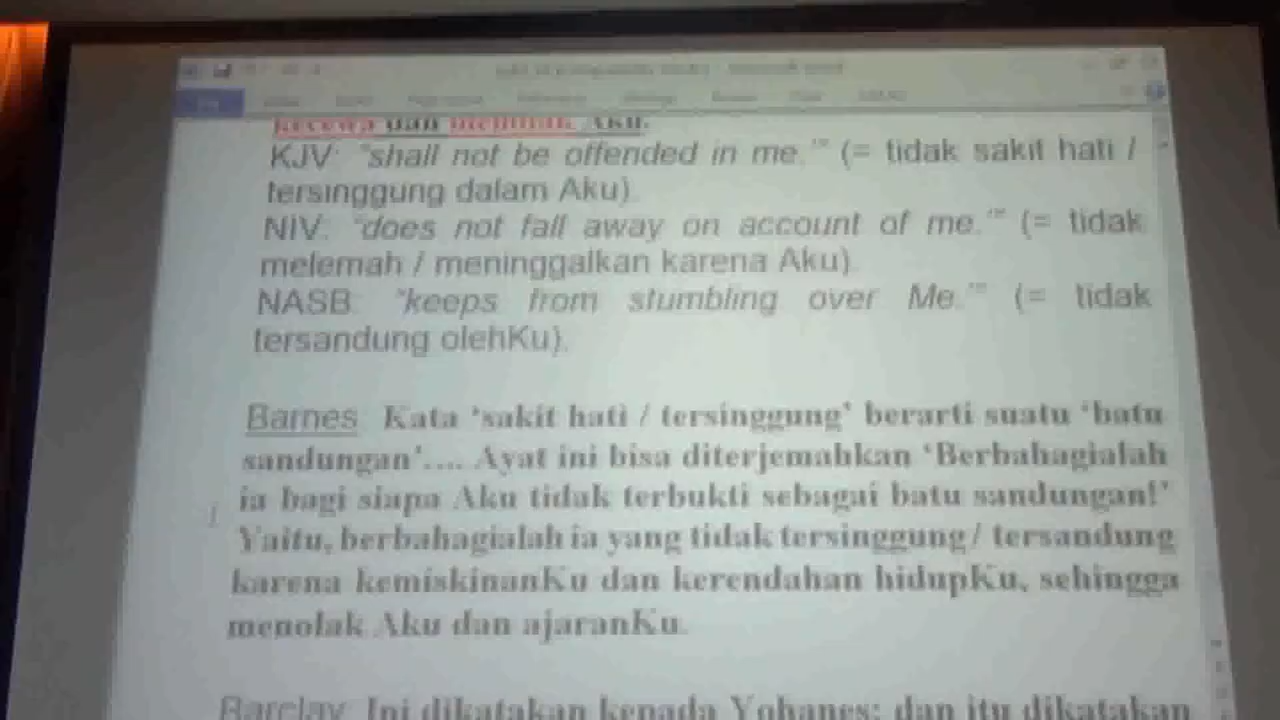 kecewa dan menolak Aku.
KJV: “shall not be offended in me.’” (= tidak sakit hati /
tersinggung dalam Aku).
NIV: “does not fall away on account of me.’” (= tidak
melemah / meninggalkan karena Aku).
NASB: “keeps from stumbling over Me.’” (= tidak
tersandung olehKu).
Barnes: Kata ‘sakit hati / tersinggung’ berarti suatu ‘batu
sandungan’.... Ayat ini bisa diterjemahkan ‘Berbahagialah
ia bagi siapa Aku tidak terbukti sebagai batu sandungan!’
Yaitu, berbahagialah ia yang tidak tersinggung / tersandung
karena kemiskinanKu dan kerendahan hidupKu, sehingga
menolak Aku dan ajaranKu.
Barclay: Ini dikatakan kepada Yohanes; dan itu dikatakan